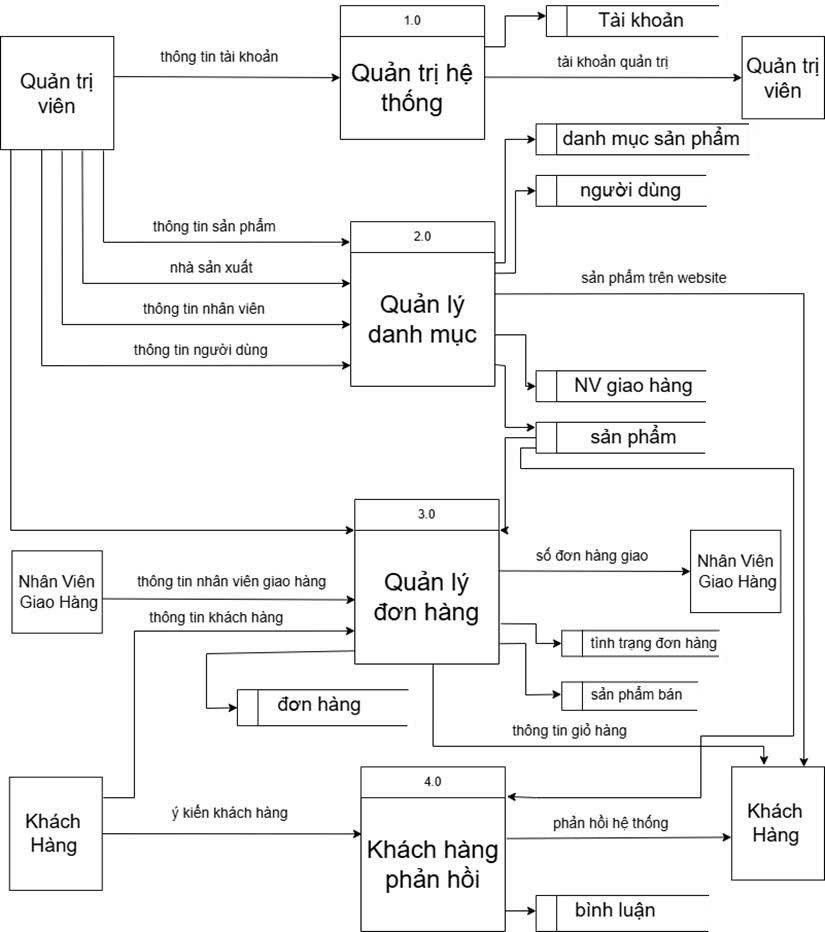 1.0
Tài khoản
thông tin tài khoản
tài khoản quản trị
Quản trị
viên
Quản trị hệ
thống
Quản trị
viên
danh mục sản phẩm
người dùng
thông tin sản phẩm
2.0
nhà sản xuất
sản phẩm trên website
thông tin nhân viên
Quản lý
danh mục
thông tin người dùng
NV giao hàng
sản phẩm
3.0
số đơn hàng giao
Nhân Viên
Giao Hàng
thông tin nhân viên giao hàng
Quản lý
đơn hàng
Nhân Viên
Giao Hàng
thông tin khách hàng
tình trạng đơn hàng
sản phẩm bán
đơn hàng
thông tin giỏ hàng
4.0
Khách
Hàng
ý kiến khách hàng
phản hồi hệ thống
Khách
Hàng
Khách hàng
phản hồi
bình luận